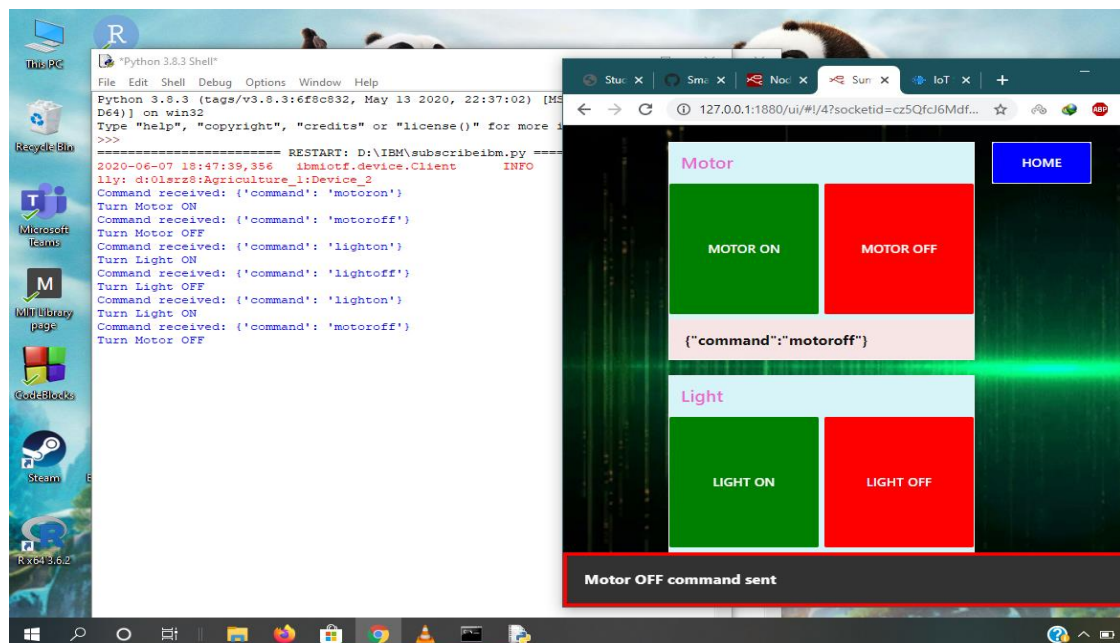 This PC
Recycle Bin
Microsoft
Teams
M
MIT Library
page
CodeBlocks
Steam
R x64 3.6.2
R
*Python 3.8.3 Shell*
File Edit Shell Debug Options Window Help
Python 3.8.3 (tags/v3.8.3:6f8c832, May 13 2020, 22:37:02) [MS
D64)] on win32
Type "help", "copyright", "credits" or "license()" for more i
>>>
======================== RESTART: D:\IBM\subscribeibm.py ====
2020-06-07 18:47:39,356 ibmiotf.device.Client INFO
lly: d:0lsrz8:Agriculture_1:Device_2
Command received: {'command': 'motoron'}
Turn Motor ON
Command received: {'command': 'motoroff'}
Turn Motor OFF
Command received: {'command': 'lighton'}
Turn Light ON
Command received: {'command': 'lightoff'}
Turn Light OFF
Command received: {'command': 'lighton'}
Turn Light ON
Command received: {'command': 'motoroff'}
Turn Motor OFF
Stuc Sma Nod Sum IoT
127.0.0.1:1880/ui/#!/4?socketid=cz5QfcJ6Mdf...
ABP
Motor
HOME
MOTOR ON MOTOR OFF
{"command":"motoroff"}
Light
LIGHT ON LIGHT OFF
Motor OFF command sent